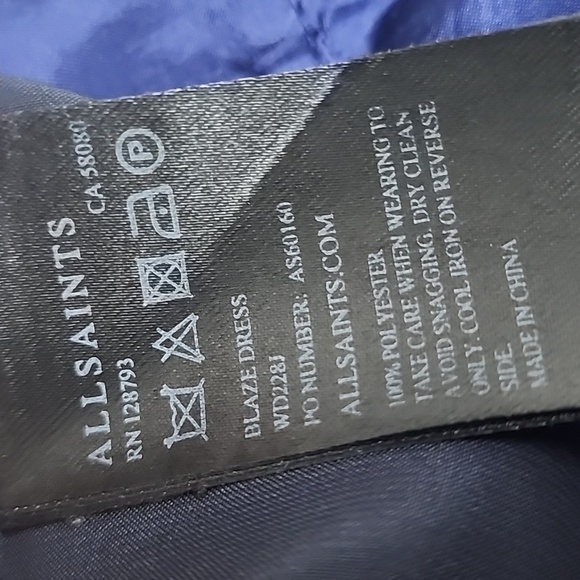 ALLSAINTS
RN 128793 CA 58080
P
BLAZE DRESS
WD228J
PO NUMBER: AS60160
ALLSAINTS.COM
100% POLYESTER
TAKE CARE WHEN WEARING TO
AVOID SNAGGING. DRY CLEAN
ONLY. COOL IRON ON REVERSE
SIDE.
MADE IN CHINA